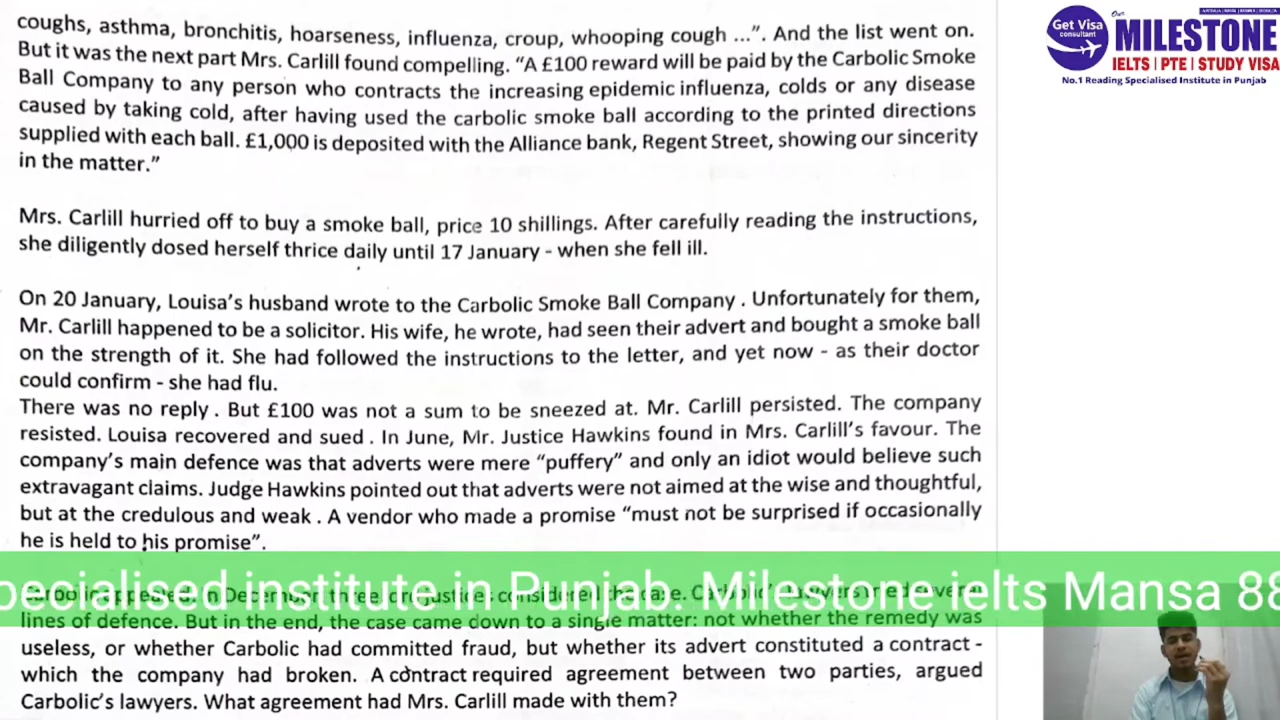 coughs, asthma, bronchitis, hoarseness, influenza, croup, whooping cough ...”. And the list went on.
But it was the next part Mrs. Carlill found compelling. “A £100 reward will be paid by the Carbolic Smoke
Ball Company to any person who contracts the increasing epidemic influenza, colds or any disease
caused by taking cold, after having used the carbolic smoke ball according to the printed directions
supplied with each ball. £1,000 is deposited with the Alliance bank, Regent Street, showing our sincerity
in the matter.”
Mrs. Carlill hurried off to buy a smoke ball, price 10 shillings. After carefully reading the instructions,
she diligently dosed herself thrice daily until 17 January - when she fell ill.
On 20 January, Louisa’s husband wrote to the Carbolic Smoke Ball Company . Unfortunately for them,
Mr. Carlill happened to be a solicitor. His wife, he wrote, had seen their advert and bought a smoke ball
on the strength of it. She had followed the instructions to the letter, and yet now - as their doctor
could confirm - she had flu.
There was no reply . But £100 was not a sum to be sneezed at. Mr. Carlill persisted. The company
resisted. Louisa recovered and sued . In June, Mr. Justice Hawkins found in Mrs. Carlill’s favour. The
company’s main defence was that adverts were mere “puffery” and only an idiot would believe such
extravagant claims. Judge Hawkins pointed out that adverts were not aimed at the wise and thoughtful,
but at the credulous and weak . A vendor who made a promise “must not be surprised if occasionally
he is held to his promise”.
appealed. In December, three justices considered the case.
pecialised institute in Punjab. Milestone ielts Mansa 88
lines of defence. But in the end, the case came down to a single matter: not whether the remedy was
useless, or whether Carbolic had committed fraud, but whether its advert constituted a contract -
which the company had broken. A contract required agreement between two parties, argued
Carbolic’s lawyers. What agreement had Mrs. Carlill made with them?
Get Visa
consultant
Our
MILESTONE
IELTS | PTE | STUDY VISA
No.1 Reading Specialised Institute in Punjab